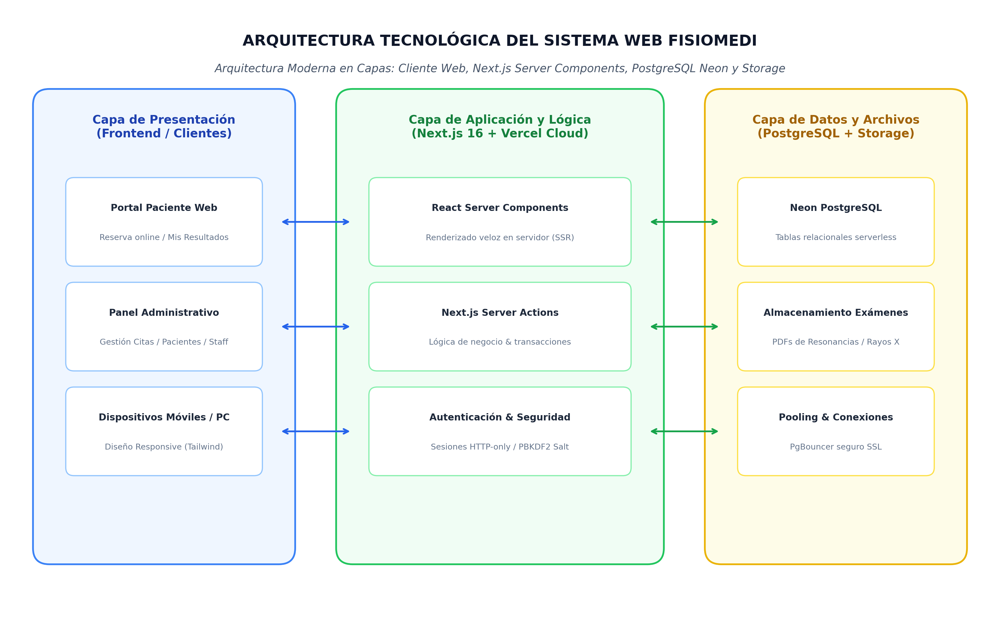 ARQUITECTURA TECNOLÓGICA DEL SISTEMA WEB FISIOMEDI
Arquitectura Moderna en Capas: Cliente Web, Next.js Server Components, PostgreSQL Neon y Storage
Capa de Presentación
(Frontend / Clientes)
Portal Paciente Web
Reserva online / Mis Resultados
Panel Administrativo
Gestión Citas / Pacientes / Staff
Dispositivos Móviles / PC
Diseño Responsive (Tailwind)
Capa de Aplicación y Lógica
(Next.js 16 + Vercel Cloud)
React Server Components
Renderizado veloz en servidor (SSR)
Next.js Server Actions
Lógica de negocio & transacciones
Autenticación & Seguridad
Sesiones HTTP-only / PBKDF2 Salt
Capa de Datos y Archivos
(PostgreSQL + Storage)
Neon PostgreSQL
Tablas relacionales serverless
Almacenamiento Exámenes
PDFs de Resonancias / Rayos X
Pooling & Conexiones
PgBouncer seguro SSL